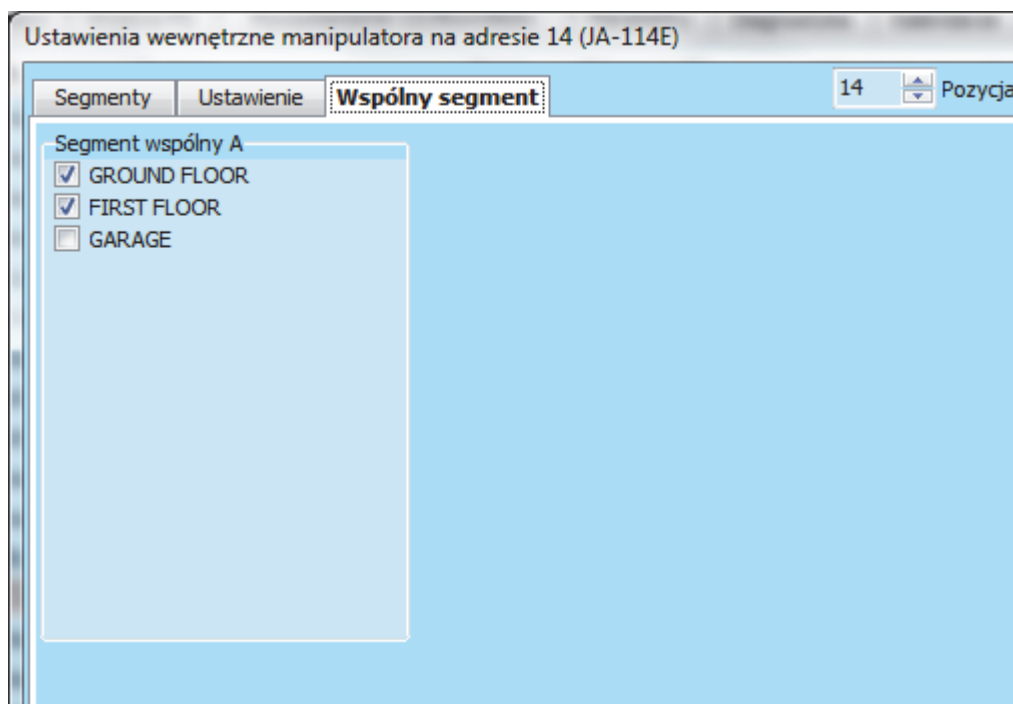 Ustawienia wewnętrzne manipulatora na adresie 14 (JA-114E)
Segmenty Ustawienie Wspólny segment 14 Pozycja
Segment wspólny A
GROUND FLOOR
FIRST FLOOR
GARAGE